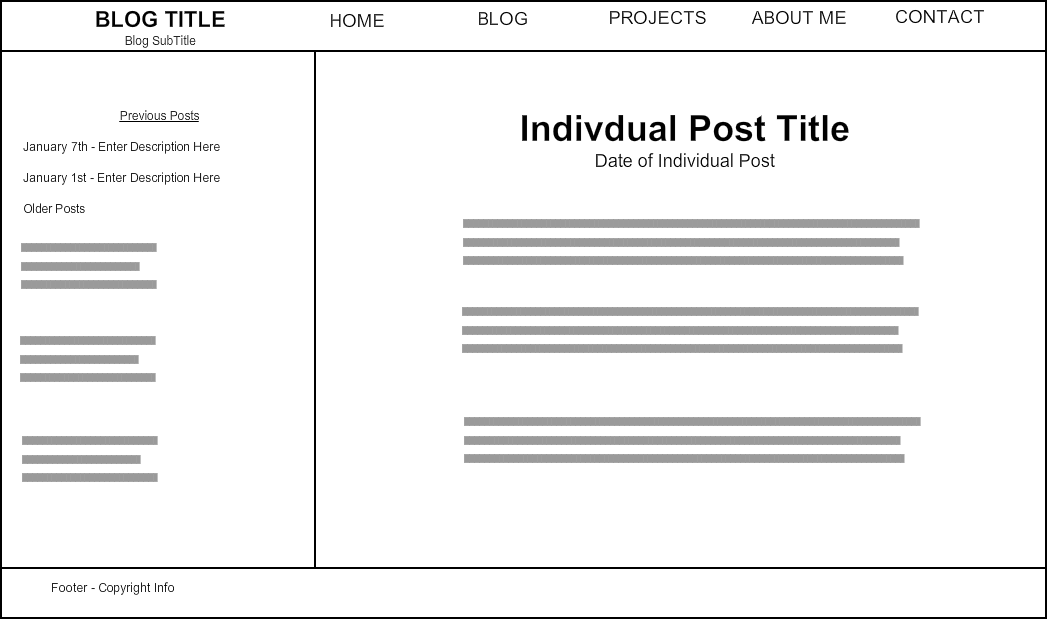 BLOG TITLE
Blog SubTitle
HOME
BLOG
PROJECTS
ABOUT ME
CONTACT
Previous Posts
January 7th - Enter Description Here
January 1st - Enter Description Here
Older Posts
Indivdual Post Title
Date of Individual Post
Footer - Copyright Info